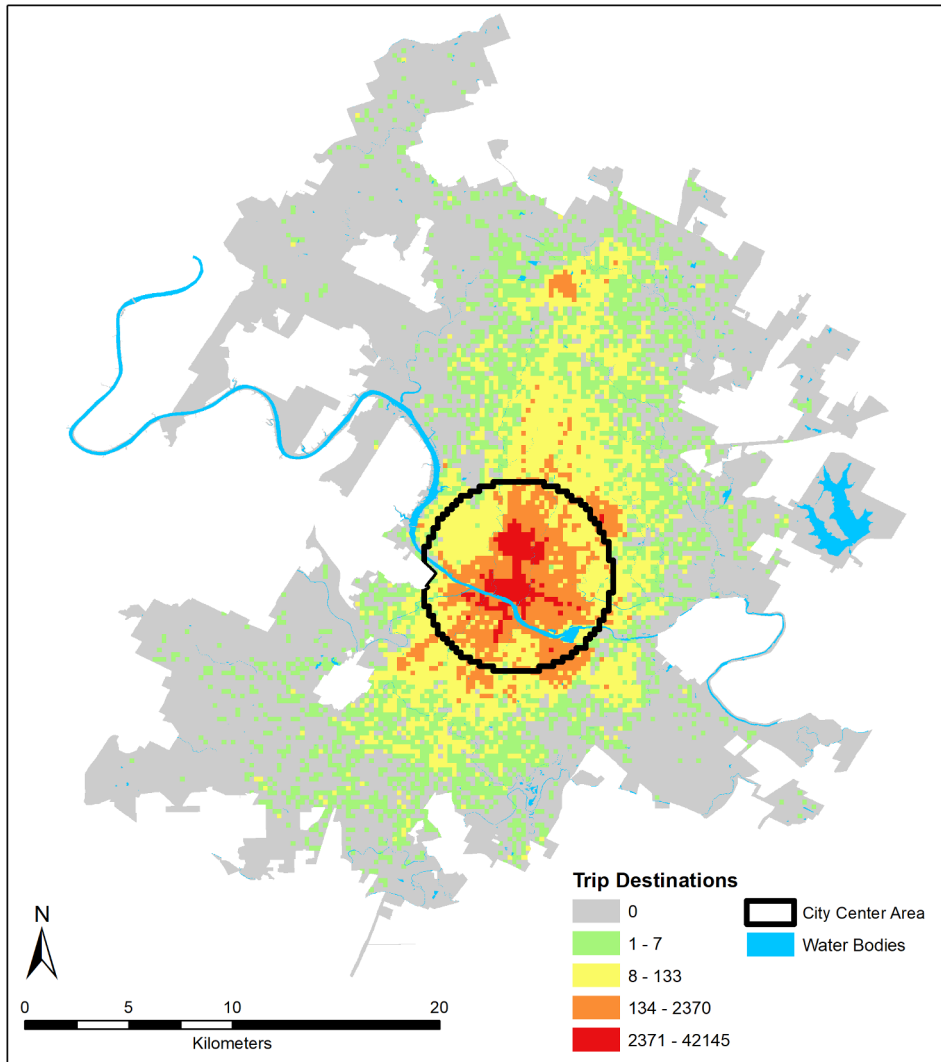 Trip Destinations
0
1 - 7
8 - 133
134 - 2370
2371 - 42145
City Center Area
Water Bodies
N
0 5 10 20
Kilometers